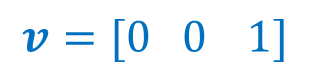 v = [0 0 1]